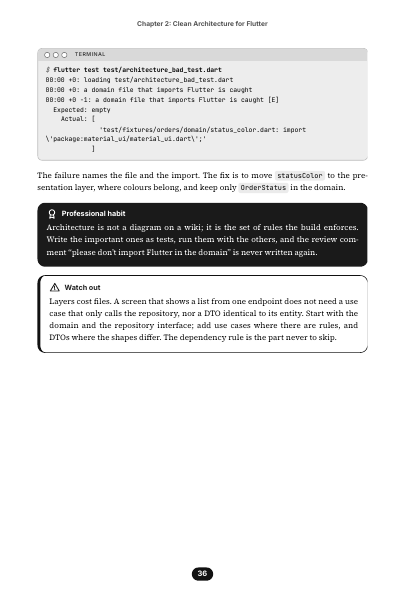 Chapter 2: Clean Architecture for Flutter
TERMINAL
$ flutter test test/architecture_bad_test.dart
00:00 +0: loading test/architecture_bad_test.dart
00:00 +0: a domain file that imports Flutter is caught
00:00 +0 -1: a domain file that imports Flutter is caught [E]
Expected: empty
Actual: [
'test/fixtures/orders/domain/status_color.dart: import
\'package:material_ui/material_ui.dart\';'
]
The failure names the file and the import. The fix is to move statusColor to the pre-
sentation layer, where colours belong, and keep only OrderStatus in the domain.
Professional habit
Architecture is not a diagram on a wiki; it is the set of rules the build enforces.
Write the important ones as tests, run them with the others, and the review com-
ment “please don't import Flutter in the domain” is never written again.
Watch out
Layers cost files. A screen that shows a list from one endpoint does not need a use
case that only calls the repository, nor a DTO identical to its entity. Start with the
domain and the repository interface; add use cases where there are rules, and
DTOs where the shapes differ. The dependency rule is the part never to skip.
36